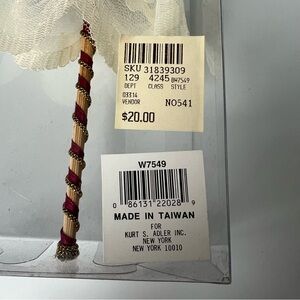 SKU 31839309
129 4245 BW7549
DEPT CLASS STYLE
03314
VENDOR NO541
$20.00
W7549
0 86131 22028 9
MADE IN TAIWAN
FOR
KURT S. ADLER INC.
NEW YORK
NEW YORK 10010